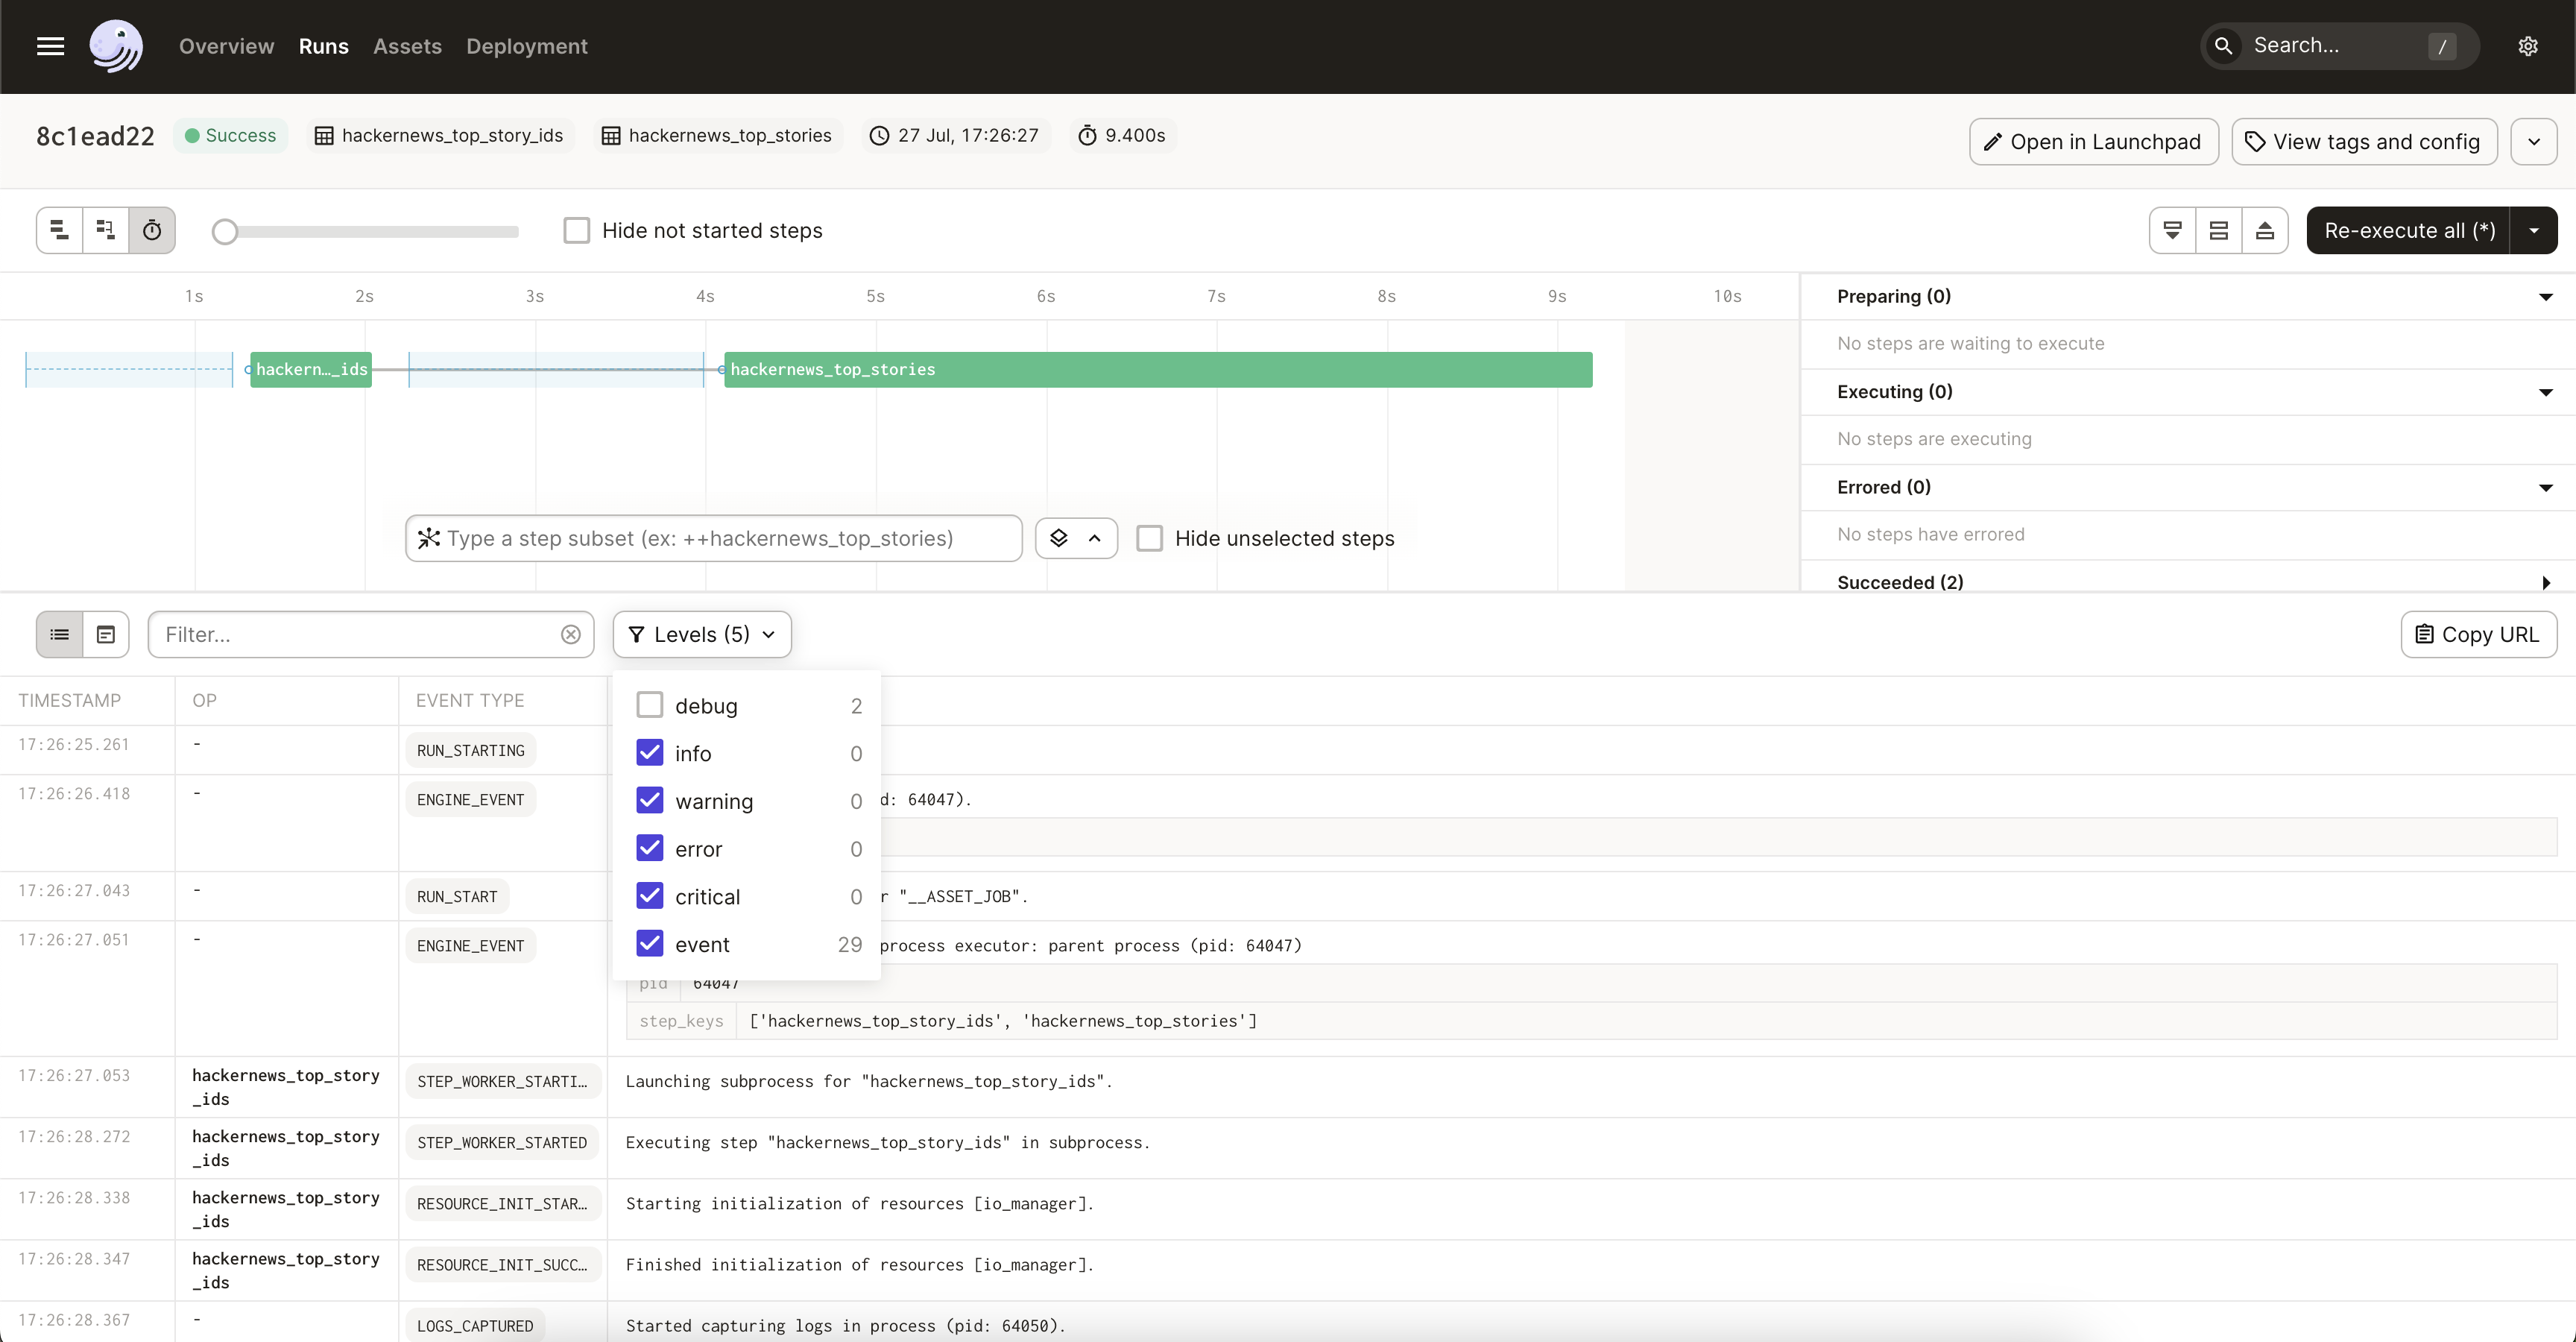 Overview Runs Assets Deployment Search... /
8c1ead22 Success hackernews_top_story_ids hackernews_top_stories 27 Jul, 17:26:27 9.400s Open in Launchpad View tags and config
Hide not started steps Re-execute all (*)
1s 2s 3s 4s 5s 6s 7s 8s 9s 10s
hackern…_ids hackernews_top_stories
Preparing (0)
No steps are waiting to execute
Executing (0)
No steps are executing
Errored (0)
No steps have errored
Succeeded (2)
Type a step subset (ex: ++hackernews_top_stories) Hide unselected steps
Filter... Levels (5) Copy URL
debug 2
info 0
warning 0
error 0
critical 0
event 29
TIMESTAMP OP EVENT TYPE
17:26:25.261 - RUN_STARTING
17:26:26.418 - ENGINE_EVENT d: 64047).
17:26:27.043 - RUN_START r "__ASSET_JOB".
17:26:27.051 - ENGINE_EVENT process executor: parent process (pid: 64047)
pid 64047
step_keys ['hackernews_top_story_ids', 'hackernews_top_stories']
17:26:27.053 hackernews_top_story STEP_WORKER_STARTI… Launching subprocess for "hackernews_top_story_ids".
_ids
17:26:28.272 hackernews_top_story STEP_WORKER_STARTED Executing step "hackernews_top_story_ids" in subprocess.
_ids
17:26:28.338 hackernews_top_story RESOURCE_INIT_STAR… Starting initialization of resources [io_manager].
_ids
17:26:28.347 hackernews_top_story RESOURCE_INIT_SUCC… Finished initialization of resources [io_manager].
_ids
17:26:28.367 - LOGS_CAPTURED Started capturing logs in process (pid: 64050).